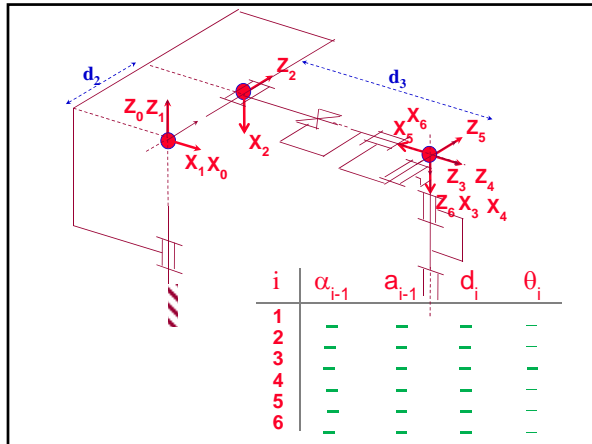 d₂
d₃
Z₀ Z₁
Z₂
X₁ X₀
X₂
X₅ X₆
Z₅
Z₃ Z₄
Z₆ X₃ X₄
i αᵢ₋₁ aᵢ₋₁ dᵢ θᵢ
1 – – – –
2 – – – –
3 – – – –
4 – – – –
5 – – – –
6 – – – –